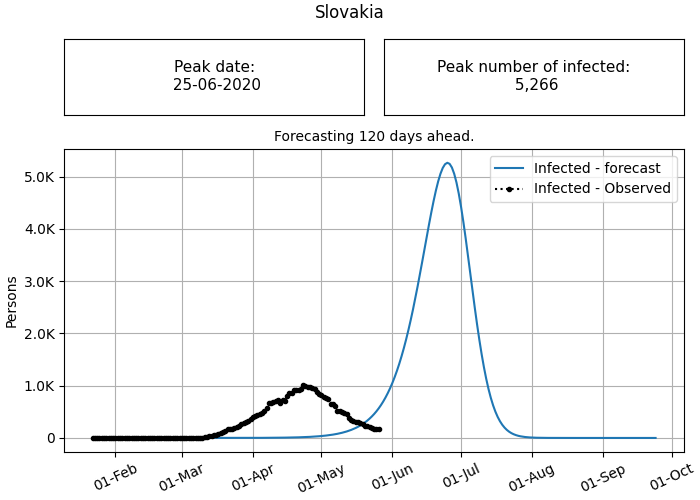 Slovakia
Peak date:
25-06-2020
Peak number of infected:
5,266
Forecasting 120 days ahead.
Infected - forecast
Infected - Observed
Persons
5.0K
4.0K
3.0K
2.0K
1.0K
0
01-Feb
01-Mar
01-Apr
01-May
01-Jun
01-Jul
01-Aug
01-Sep
01-Oct